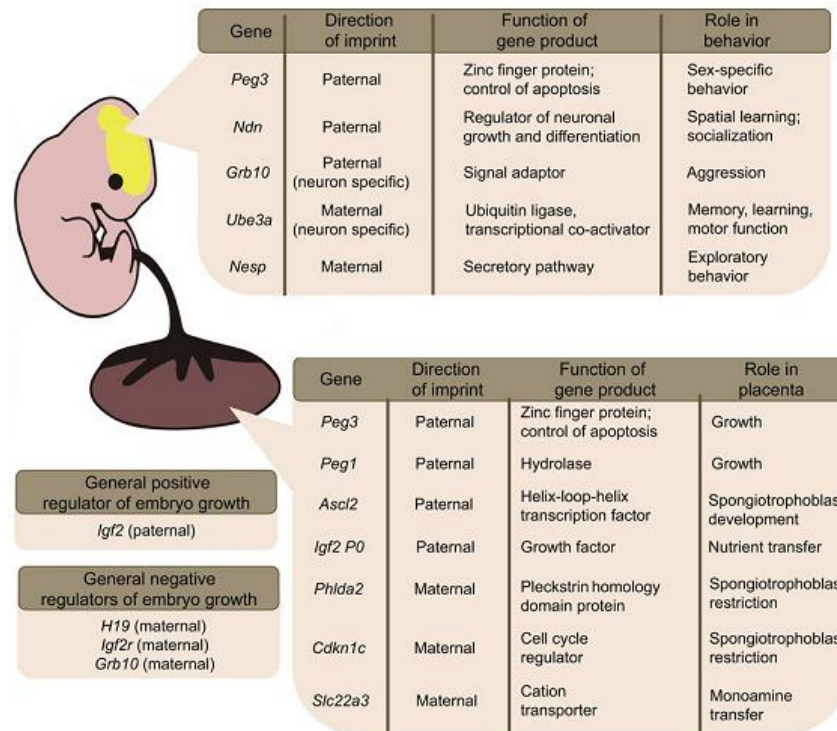 Gene Direction of imprint Function of gene product Role in behavior
Peg3 Paternal Zinc finger protein; control of apoptosis Sex-specific behavior
Ndn Paternal Regulator of neuronal growth and differentiation Spatial learning; socialization
Grb10 Paternal (neuron specific) Signal adaptor Aggression
Ube3a Maternal (neuron specific) Ubiquitin ligase, transcriptional co-activator Memory, learning, motor function
Nesp Maternal Secretory pathway Exploratory behavior
Gene Direction of imprint Function of gene product Role in placenta
Peg3 Paternal Zinc finger protein; control of apoptosis Growth
Peg1 Paternal Hydrolase Growth
Ascl2 Paternal Helix-loop-helix transcription factor Spongiotrophoblas development
Igf2 P0 Paternal Growth factor Nutrient transfer
Phlda2 Maternal Pleckstrin homology domain protein Spongiotrophoblas restriction
Cdkn1c Maternal Cell cycle regulator Spongiotrophoblas restriction
Slc22a3 Maternal Cation transporter Monoamine transfer
General positive
regulator of embryo growth
Igf2 (paternal)
General negative
regulators of embryo growth
H19 (maternal)
Igf2r (maternal)
Grb10 (maternal)